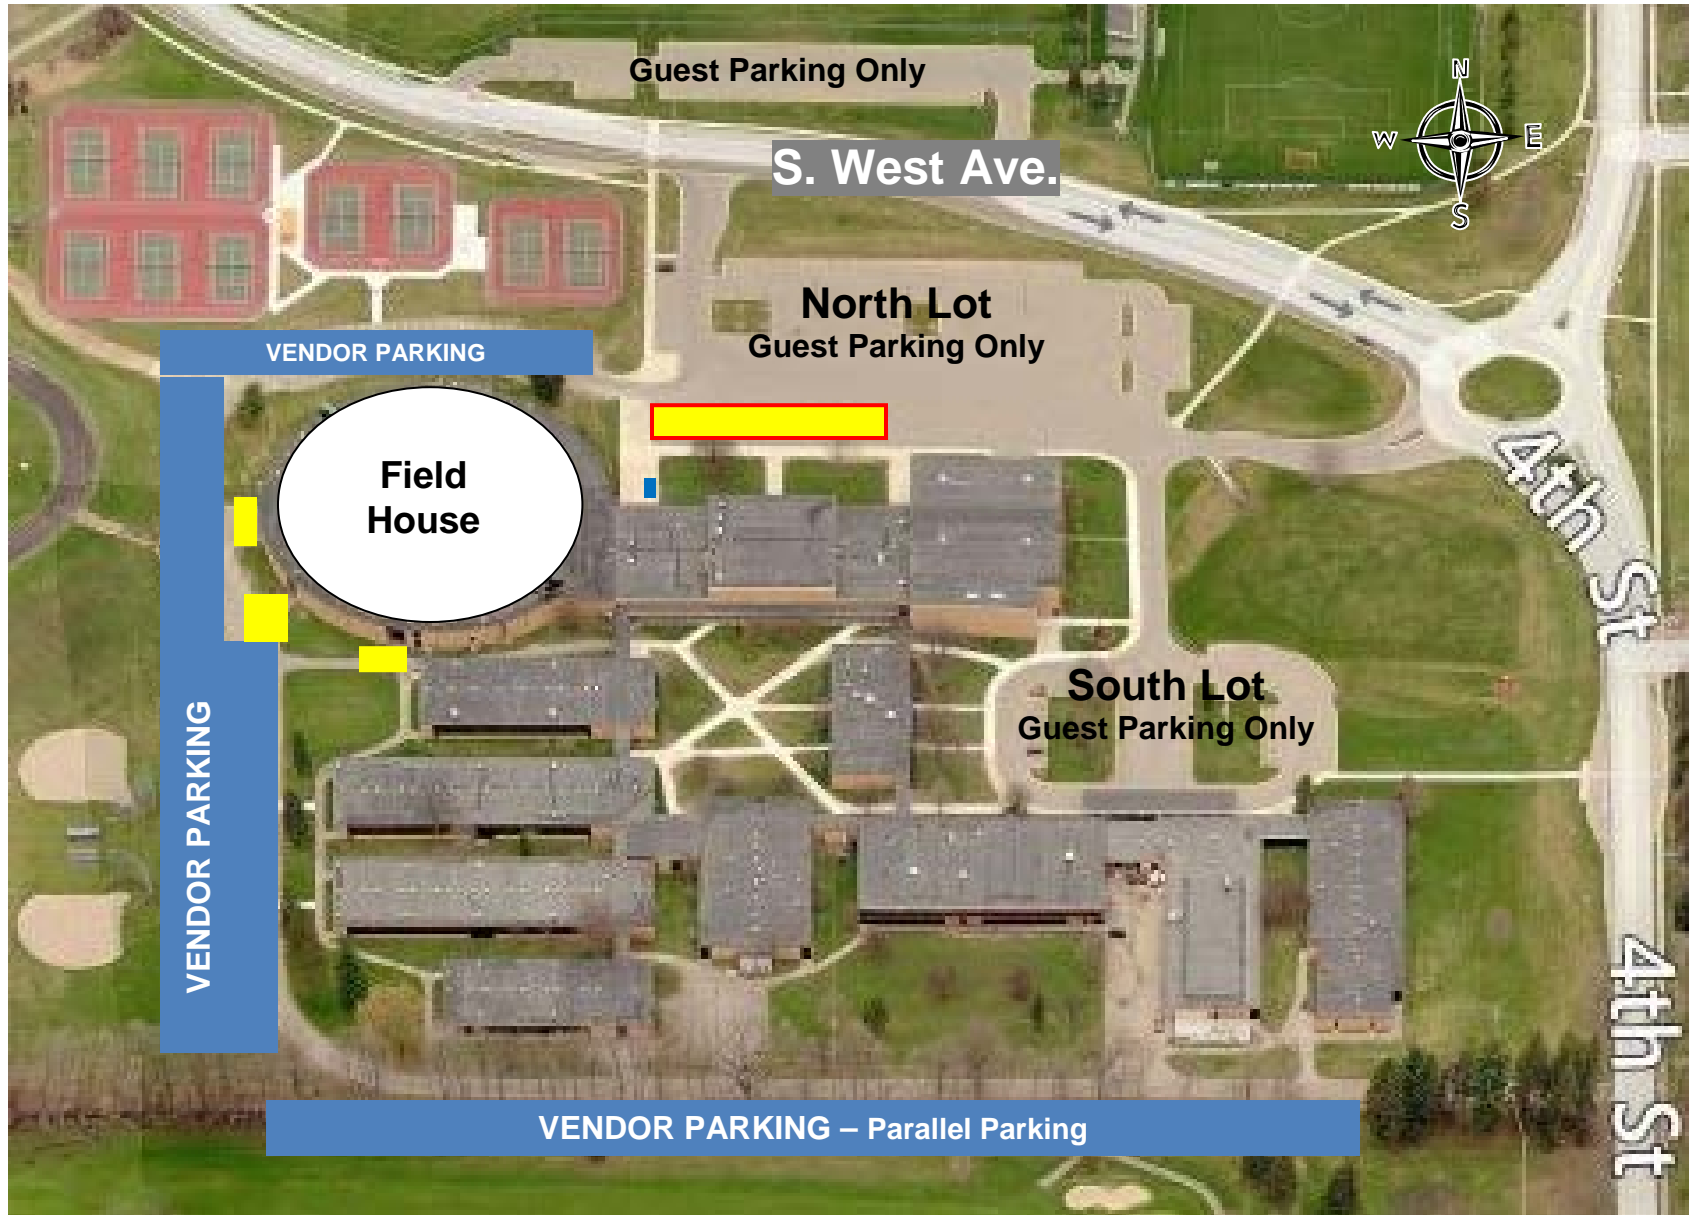 Guest Parking Only
N
W
E
S
S. West Ave.
North Lot
Guest Parking Only
VENDOR PARKING
Field
House
4th St
South Lot
Guest Parking Only
VENDOR PARKING
4th St
VENDOR PARKING – Parallel Parking